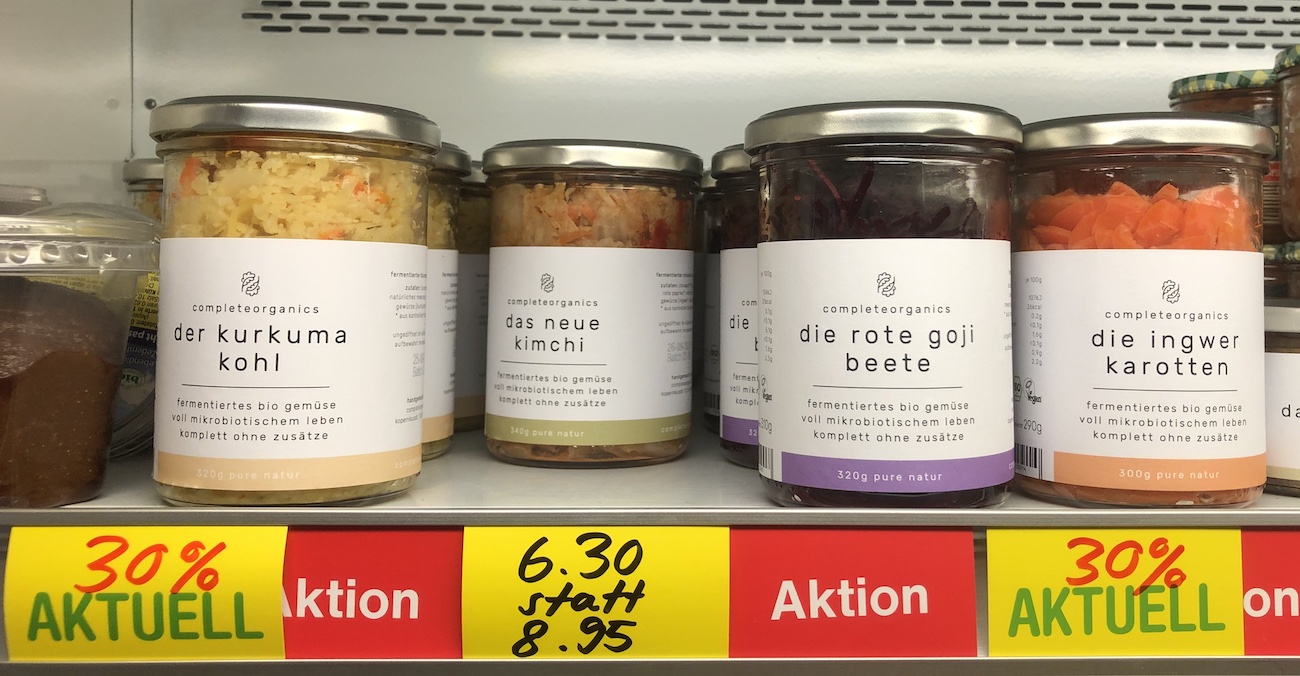 completeorganics
der kurkuma
kohl
fermentiertes bio gemüse
voll mikrobiotischem leben
komplett ohne zusätze
320g pure natur
completeorganics
das neue
kimchi
fermentiertes bio gemüse
voll mikrobiotischem leben
komplett ohne zusätze
340g pure natur
die
completeorganics
die rote goji
beete
fermentiertes bio gemüse
voll mikrobiotischem leben
komplett ohne zusätze
320g pure natur
completeorganics
die ingwer
karotten
fermentiertes bio gemüse
voll mikrobiotischem leben
komplett ohne zusätze
300g pure natur
290g
30%
AKTUELL
Aktion
6.30
statt
8.95
Aktion
30%
AKTUELL
on